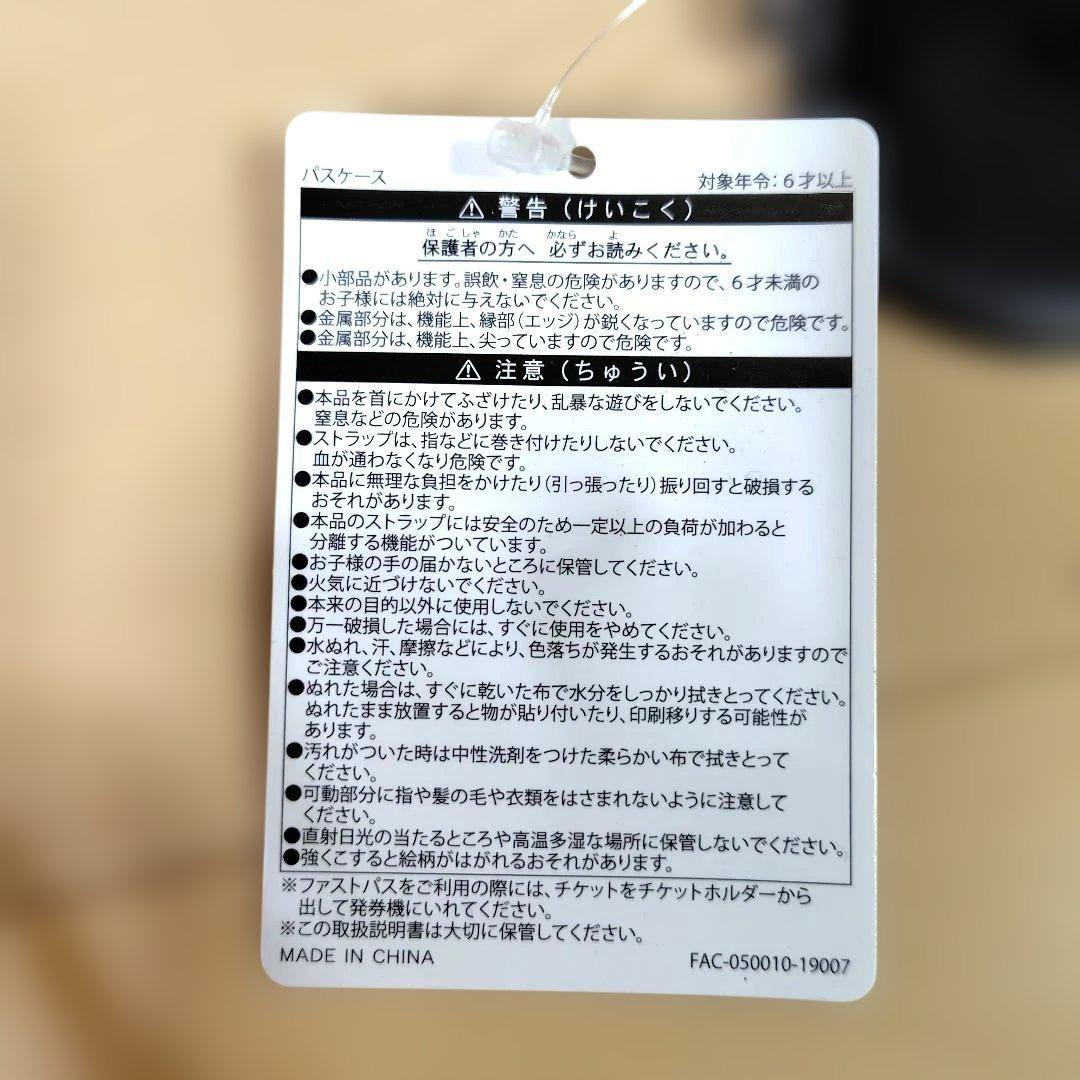 パスケース
対象年令：6才以上
⚠ 警告（けいこく）
ほごしゃ かた かなら よ
保護者の方へ 必ずお読みください。
●小部品があります。誤飲・窒息の危険がありますので、6才未満の
お子様には絶対に与えないでください。
●金属部分は、機能上、縁部（エッジ）が鋭くなっていますので危険です。
●金属部分は、機能上、尖っていますので危険です。
⚠ 注意（ちゅうい）
●本品を首にかけてふざけたり、乱暴な遊びをしないでください。
窒息などの危険があります。
●ストラップは、指などに巻き付けたりしないでください。
血が通わなくなり危険です。
●本品に無理な負担をかけたり（引っ張ったり）振り回すと破損する
おそれがあります。
●本品のストラップには安全のため一定以上の負荷が加わると
分離する機能がついています。
●お子様の手の届かないところに保管してください。
●火気に近づけないでください。
●本来の目的以外に使用しないでください。
●万一破損した場合には、すぐに使用をやめてください。
●水ぬれ、汗、摩擦などにより、色落ちが発生するおそれがありますので
ご注意ください。
●ぬれた場合は、すぐに乾いた布で水分をしっかり拭きとってください。
ぬれたまま放置すると物が貼り付いたり、印刷移りする可能性が
あります。
●汚れがついた時は中性洗剤をつけた柔らかい布で拭きとって
ください。
●可動部分に指や髪の毛や衣類をはさまれないように注意して
ください。
●直射日光の当たるところや高温多湿な場所に保管しないでください。
●強くこすると絵柄がはがれるおそれがあります。
※ファストパスをご利用の際には、チケットをチケットホルダーから
出して発券機にいれてください。
※この取扱説明書は大切に保管してください。
MADE IN CHINA
FAC-050010-19007